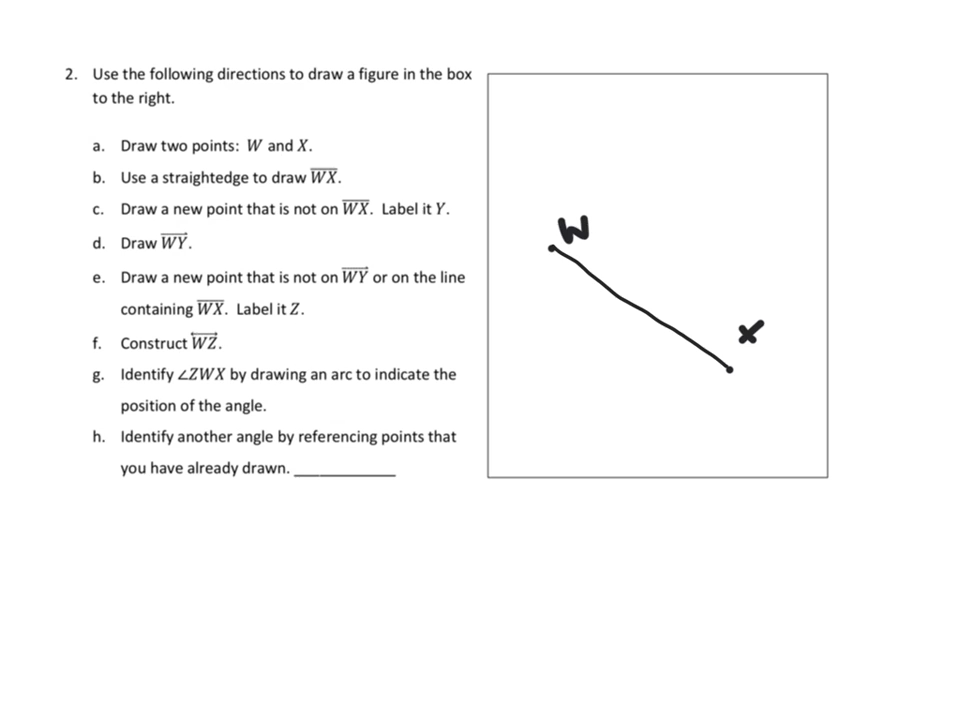 2. Use the following directions to draw a figure in the box
to the right.
a. Draw two points: W and X.
b. Use a straightedge to draw W̅X̅.
c. Draw a new point that is not on W̅X̅. Label it Y.
d. Draw WY⃗.
e. Draw a new point that is not on WY⃗ or on the line
containing W̅X̅. Label it Z.
f. Construct WZ⃡.
g. Identify ∠ZWX by drawing an arc to indicate the
position of the angle.
h. Identify another angle by referencing points that
you have already drawn. ____________
W
X